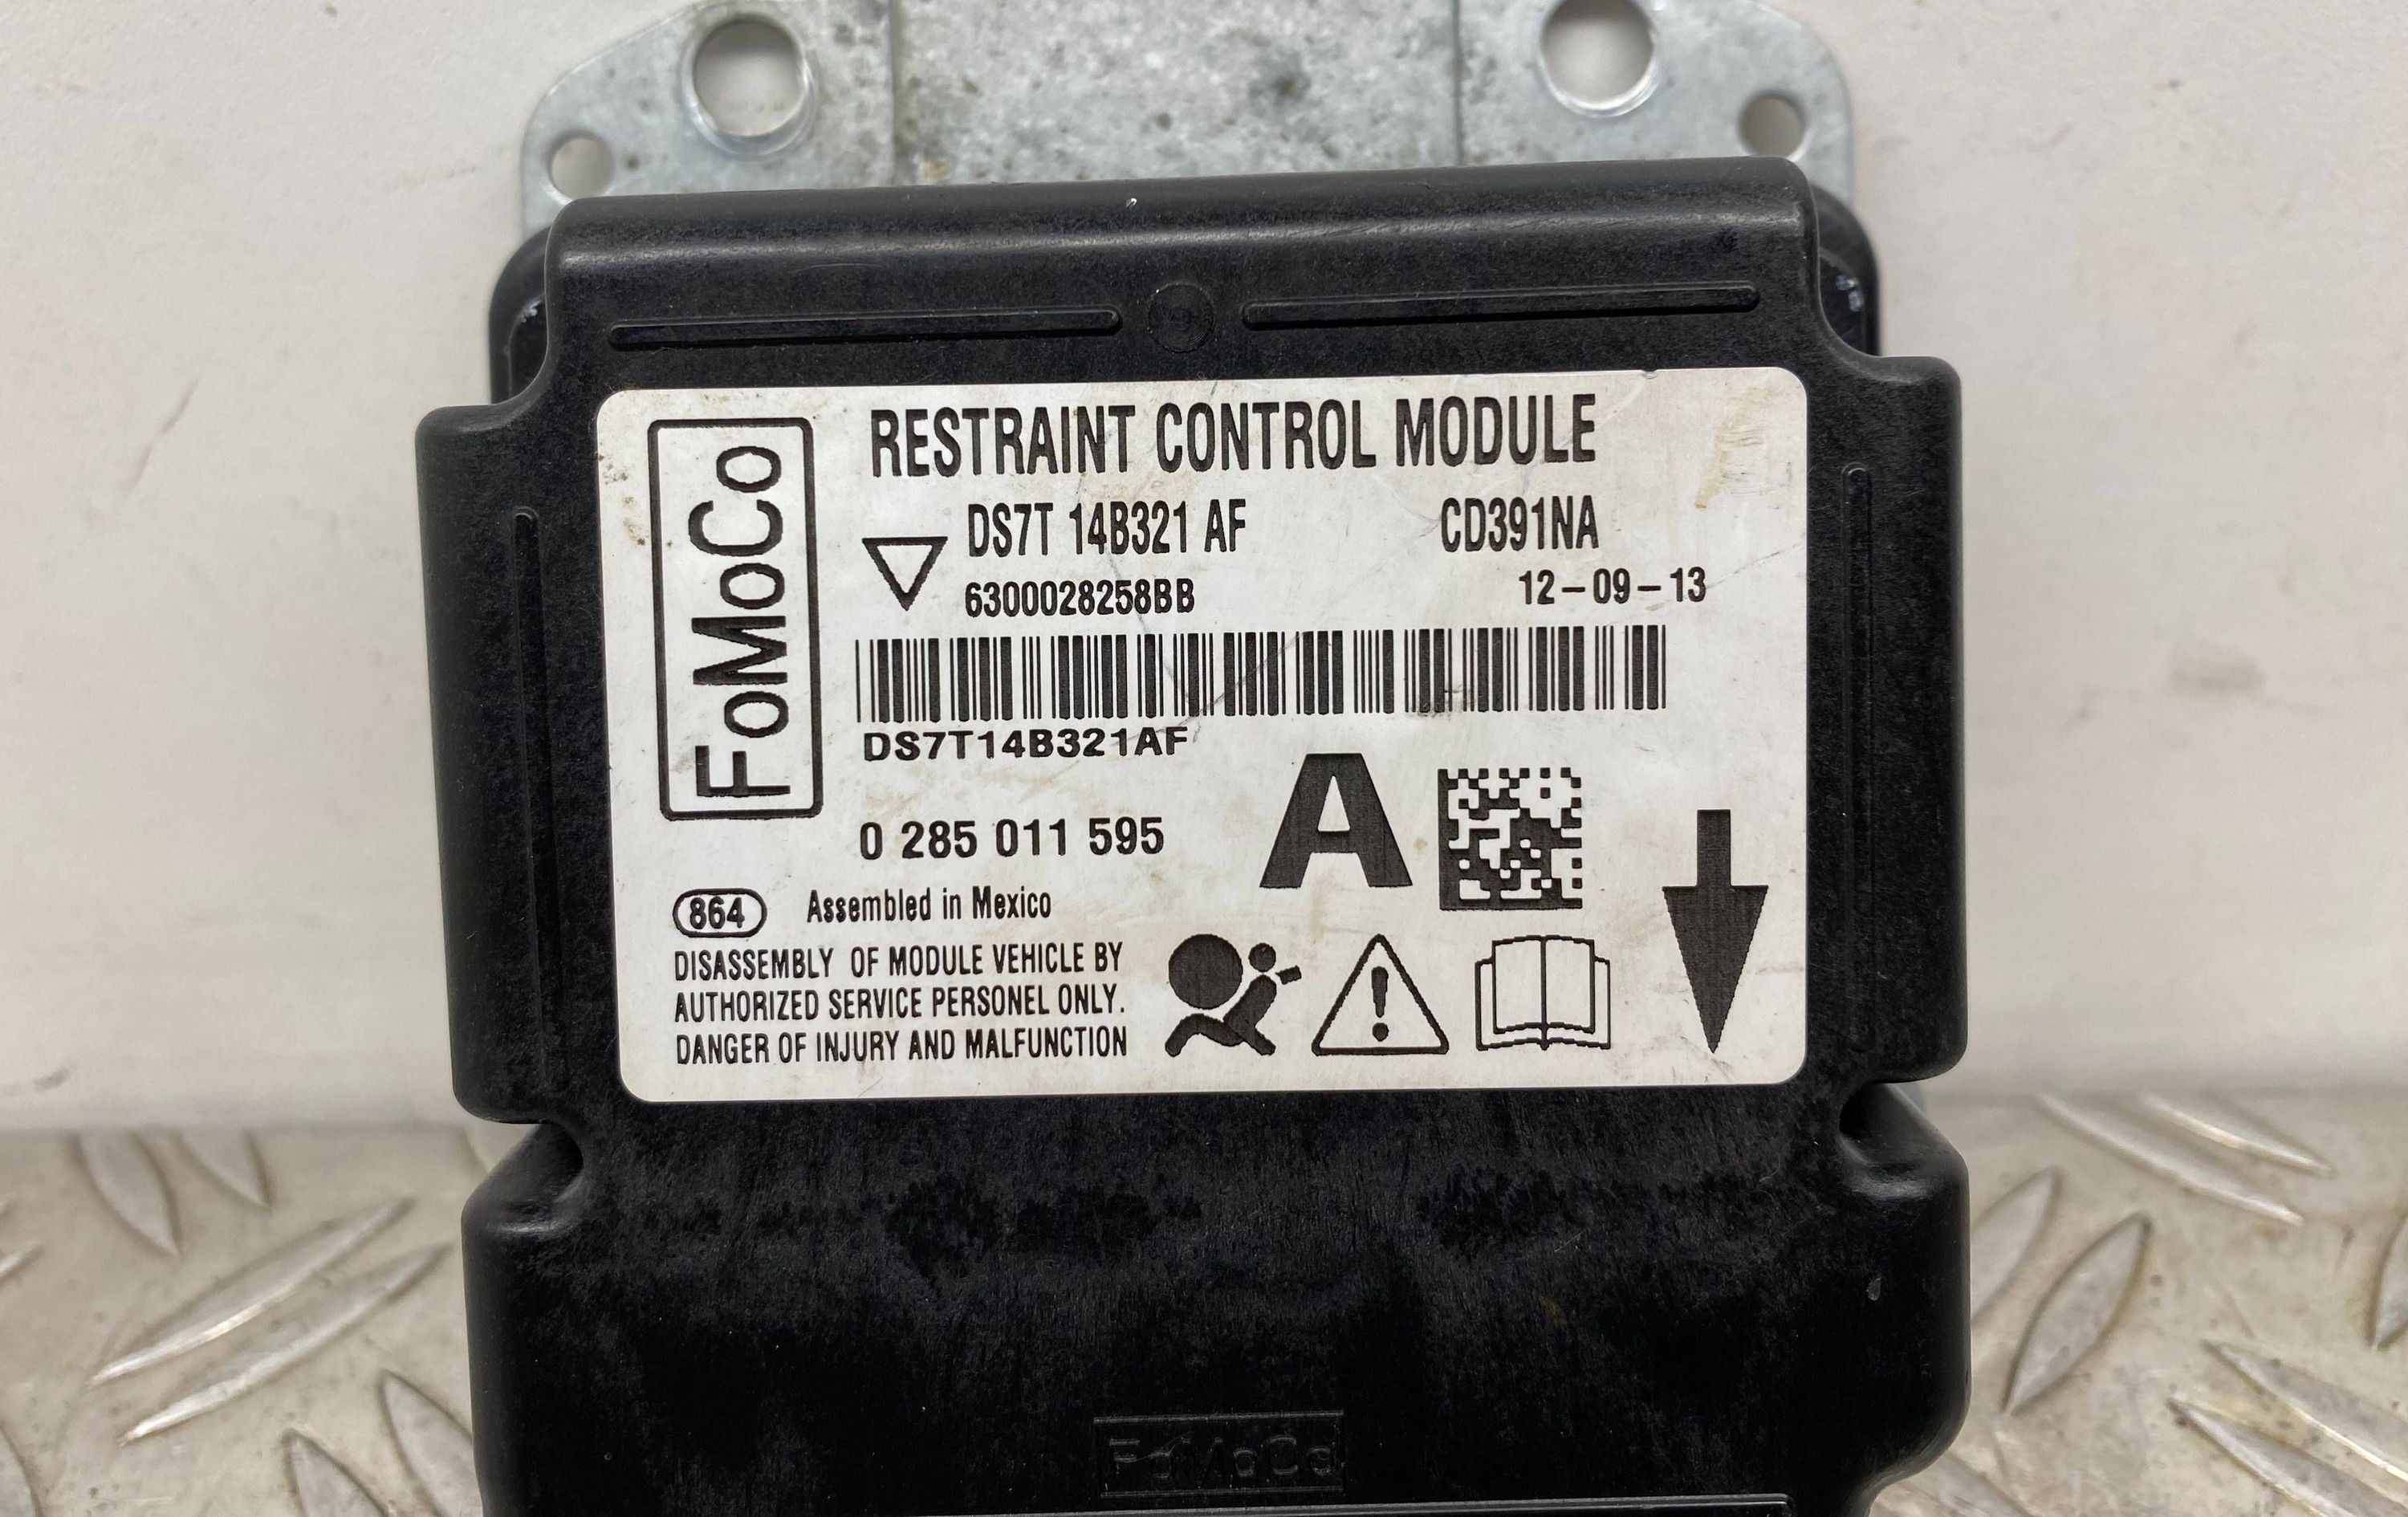 RESTRAINT CONTROL MODULE
FoMoCo
DS7T 14B321 AF
CD391NA
6300028258BB
12-09-13
DS7T14B321AF
A
0 285 011 595
864
Assembled in Mexico
DISASSEMBLY OF MODULE VEHICLE BY
AUTHORIZED SERVICE PERSONEL ONLY.
DANGER OF INJURY AND MALFUNCTION
FoMoCo